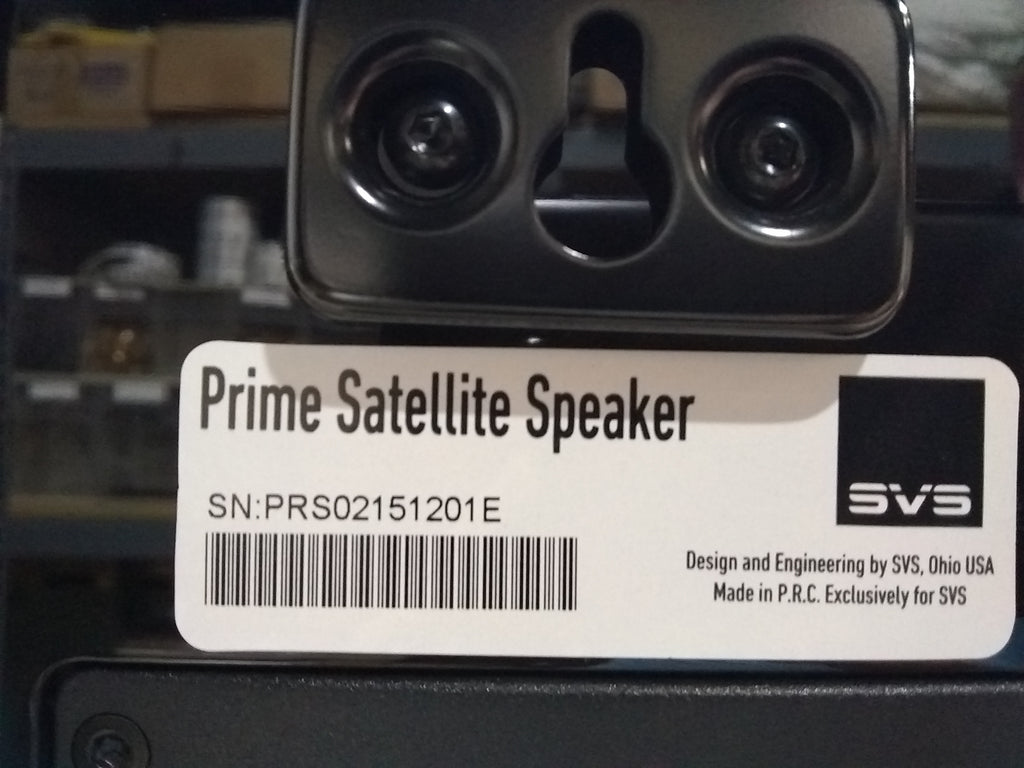 Prime Satellite Speaker
SN:PRS02151201E
SVS
Design and Engineering by SVS, Ohio USA
Made in P.R.C. Exclusively for SVS